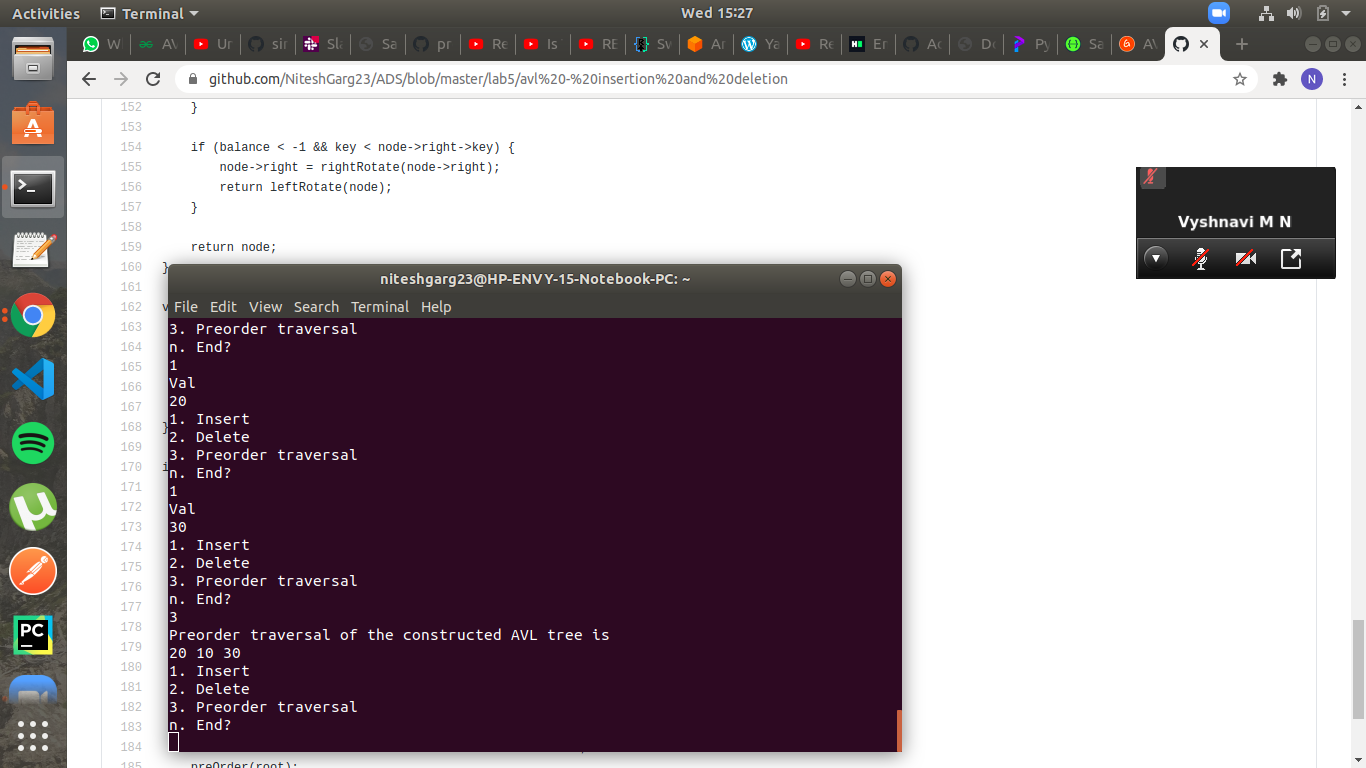 Activities Terminal Wed 15:27
W AV Ur sir Sla Sa pr Re Is RE Sv Ar Ya Re Er Ac De Py Sa AV
github.com/NiteshGarg23/ADS/blob/master/lab5/avl%20-%20insertion%20and%20deletion N
152 }
153
154 if (balance < -1 && key < node->right->key) {
155 node->right = rightRotate(node->right);
156 return leftRotate(node);
157 }
158
159 return node;
160 }
161
162 v
163
164
165
166
167
168 }
169
170 i
171
172
173
174
175
176
177
178
179
180
181
182
183
184
185 preOrder(root);
Vyshnavi M N
niteshgarg23@HP-ENVY-15-Notebook-PC: ~
File Edit View Search Terminal Help
3. Preorder traversal
n. End?
1
Val
20
1. Insert
2. Delete
3. Preorder traversal
n. End?
1
Val
30
1. Insert
2. Delete
3. Preorder traversal
n. End?
3
Preorder traversal of the constructed AVL tree is
20 10 30
1. Insert
2. Delete
3. Preorder traversal
n. End?
PC